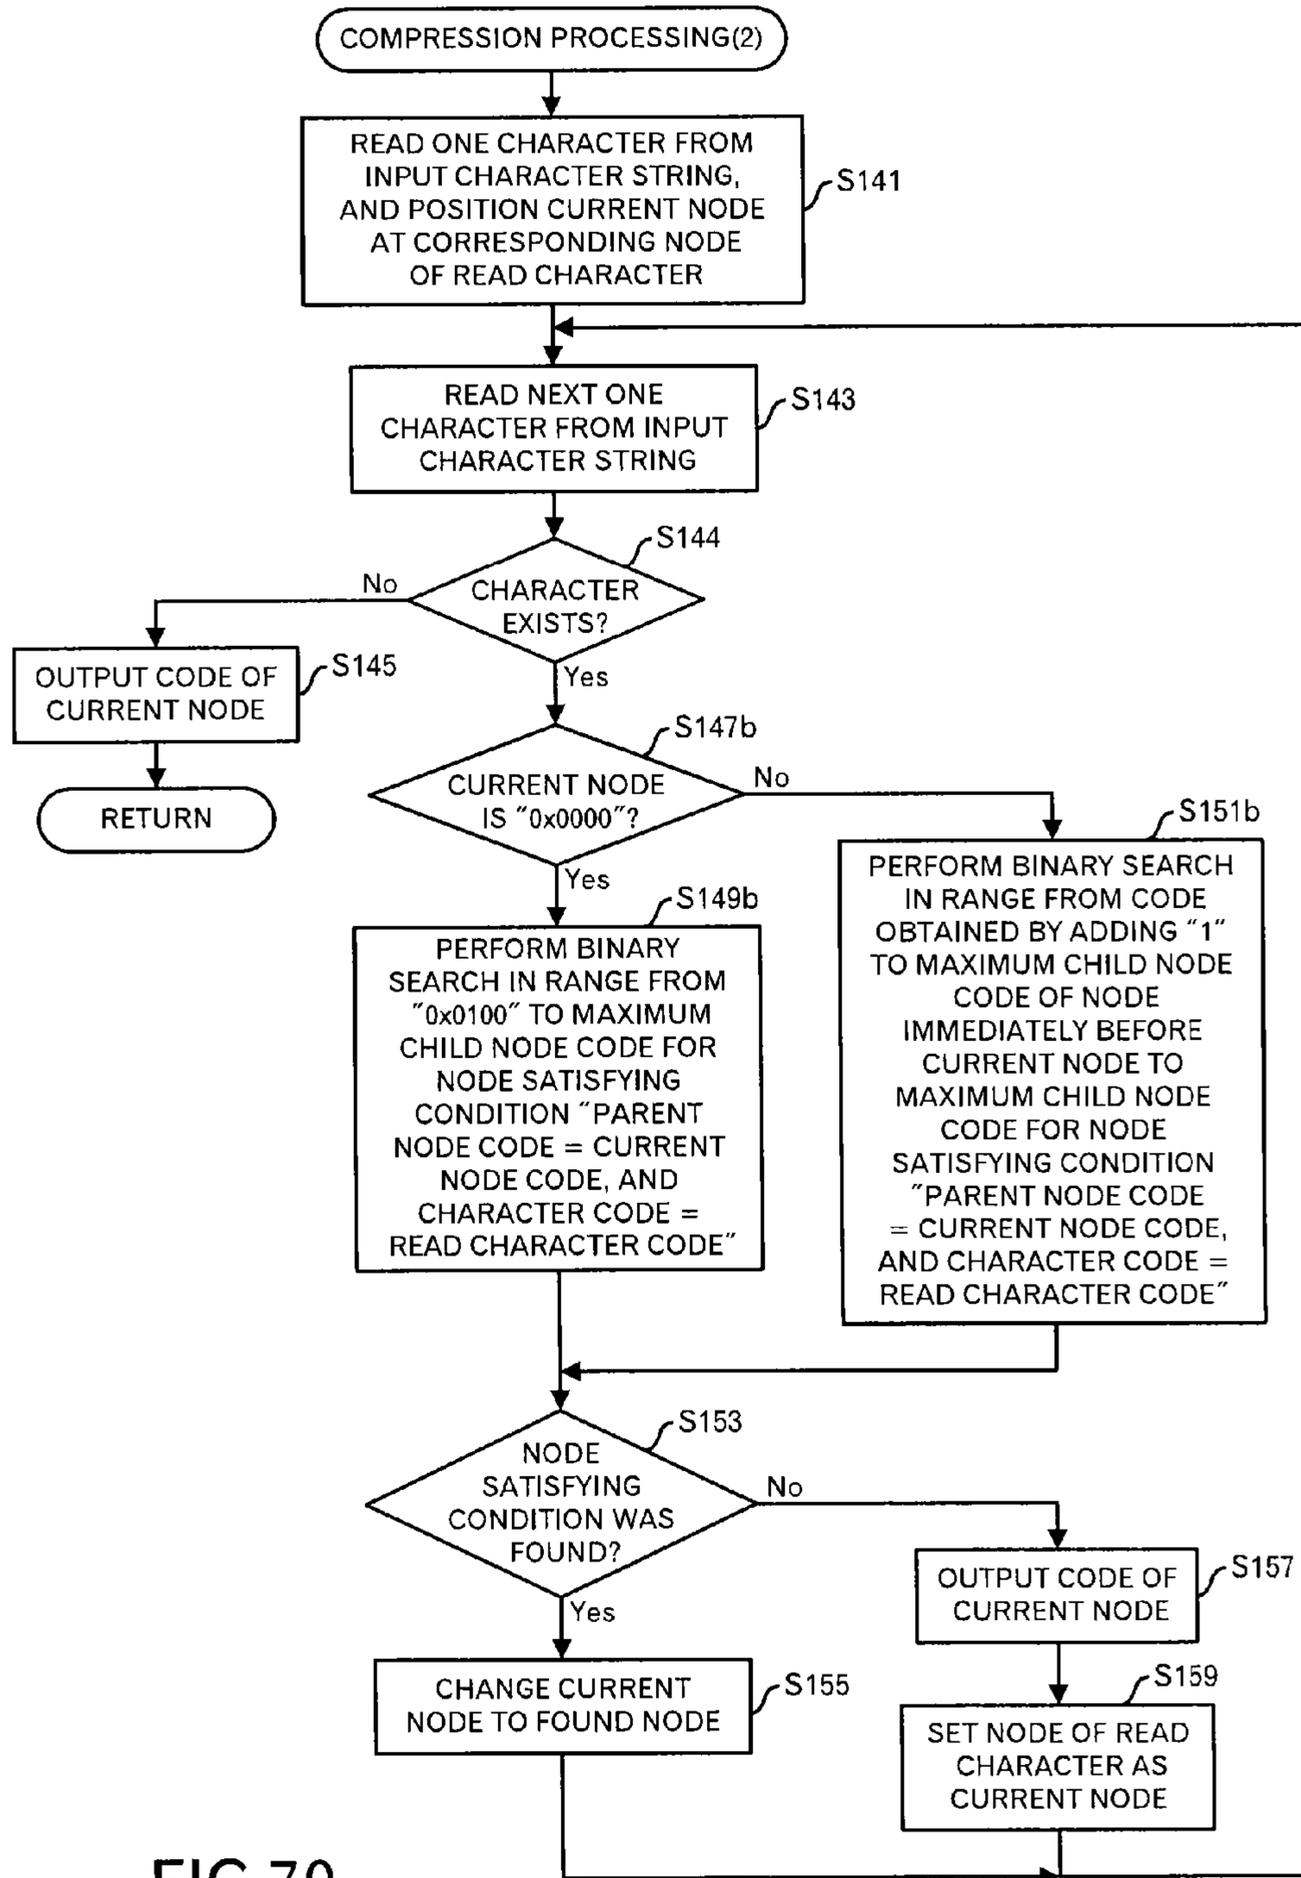 COMPRESSION PROCESSING(2)
READ ONE CHARACTER FROM
INPUT CHARACTER STRING,
AND POSITION CURRENT NODE
AT CORRESPONDING NODE
OF READ CHARACTER
S141
READ NEXT ONE
CHARACTER FROM INPUT
CHARACTER STRING
S143
S144
CHARACTER
EXISTS?
No
OUTPUT CODE OF
CURRENT NODE
S145
RETURN
Yes
S147b
CURRENT NODE
IS "0x0000"?
No
Yes
S149b
PERFORM BINARY
SEARCH IN RANGE FROM
"0x0100" TO MAXIMUM
CHILD NODE CODE FOR
NODE SATISFYING
CONDITION "PARENT
NODE CODE = CURRENT
NODE CODE, AND
CHARACTER CODE =
READ CHARACTER CODE"
S151b
PERFORM BINARY SEARCH
IN RANGE FROM CODE
OBTAINED BY ADDING "1"
TO MAXIMUM CHILD NODE
CODE OF NODE
IMMEDIATELY BEFORE
CURRENT NODE TO
MAXIMUM CHILD NODE
CODE FOR NODE
SATISFYING CONDITION
"PARENT NODE CODE
= CURRENT NODE CODE,
AND CHARACTER CODE =
READ CHARACTER CODE"
S153
NODE
SATISFYING
CONDITION WAS
FOUND?
No
OUTPUT CODE OF
CURRENT NODE
S157
Yes
CHANGE CURRENT
NODE TO FOUND NODE
S155
S159
SET NODE OF READ
CHARACTER AS
CURRENT NODE